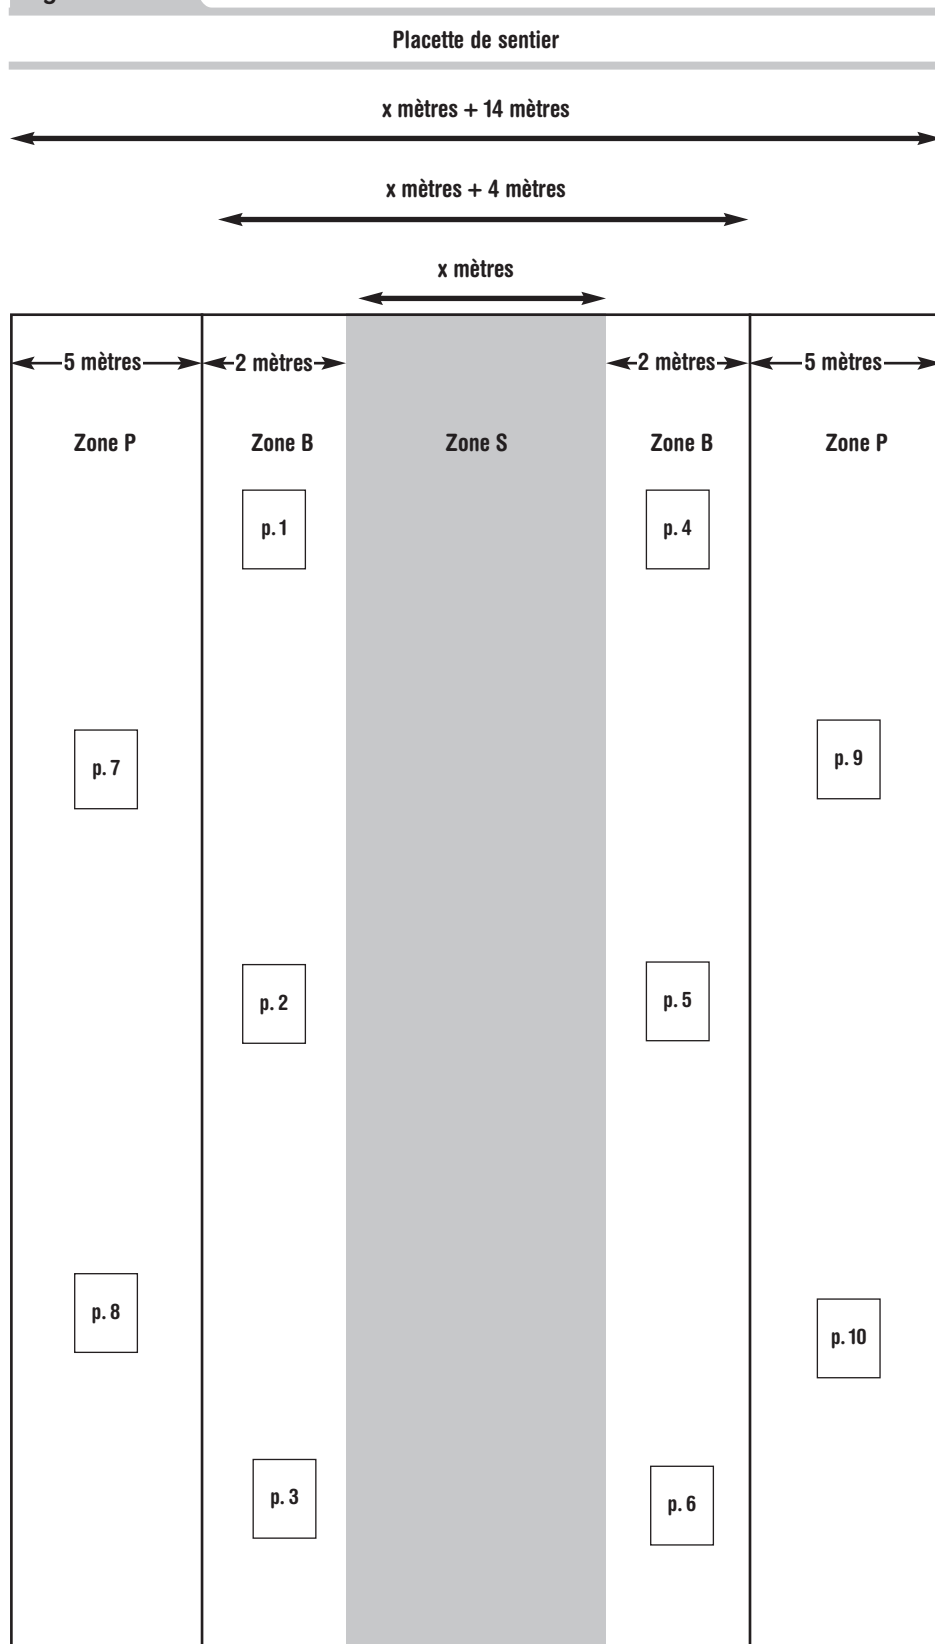 Placette de sentier
x mètres + 14 mètres
x mètres + 4 mètres
x mètres
5 mètres 2 mètres 2 mètres 5 mètres
Zone P Zone B Zone S Zone B Zone P
p. 1 p. 4
p. 7 p. 9
p. 2 p. 5
p. 8 p. 10
p. 3 p. 6